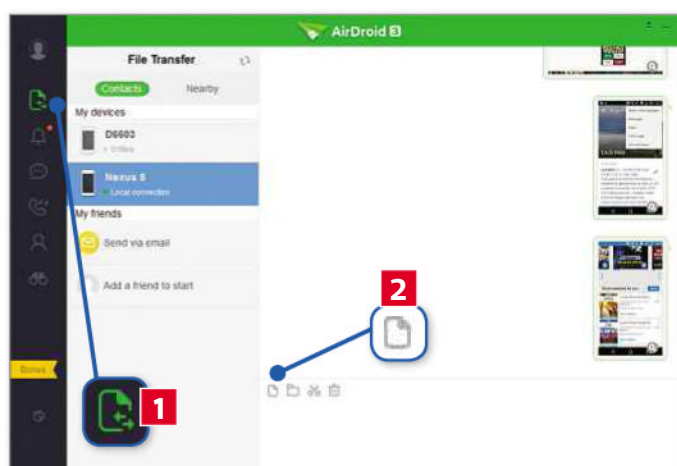 AirDroid 3
File Transfer
Contacts
Nearby
My devices
D6603
Offline
Nexus 5
Local connection
My friends
Send via email
Add a friend to start
Bonus
1
2